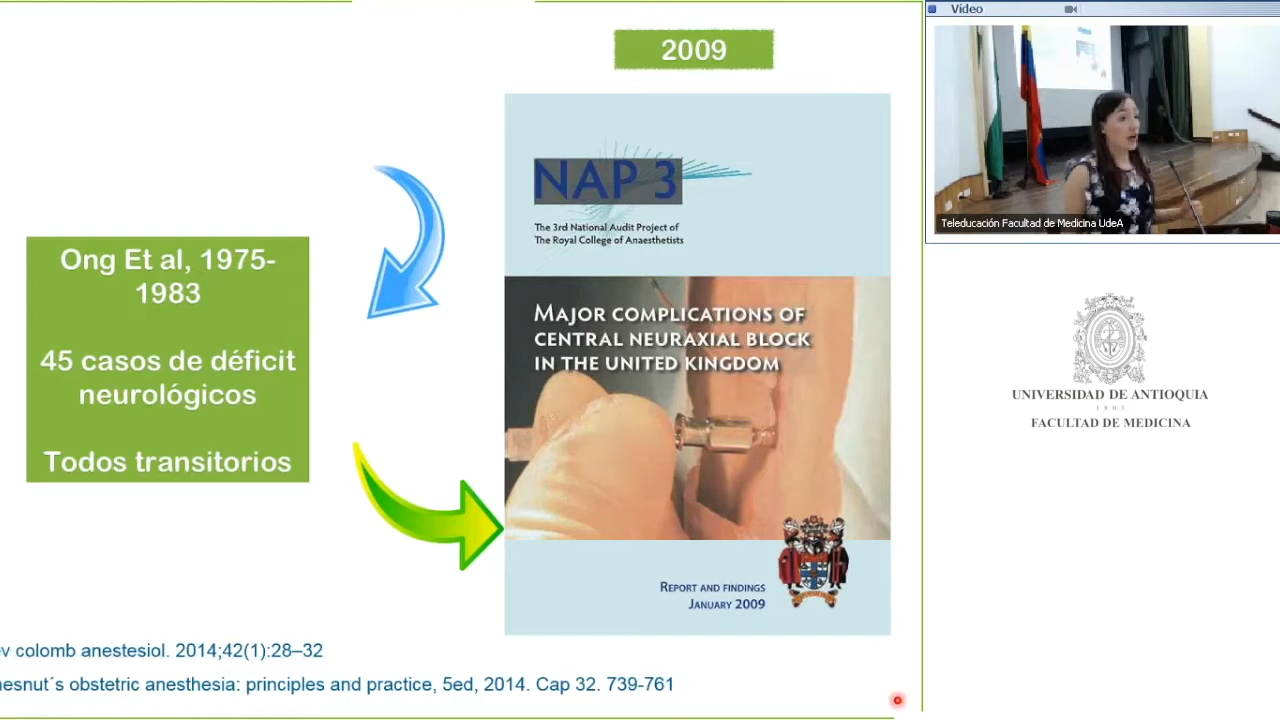 2009
NAP 3
The 3rd National Audit Project of
The Royal College of Anaesthetists
MAJOR COMPLICATIONS OF
CENTRAL NEURAXIAL BLOCK
IN THE UNITED KINGDOM
REPORT AND FINDINGS
JANUARY 2009
Ong Et al, 1975-
1983
45 casos de déficit
neurológicos
Todos transitorios
ev colomb anestesiol. 2014;42(1):28–32
hesnut´s obstetric anesthesia: principles and practice, 5ed, 2014. Cap 32. 739-761
Vídeo
Teleducación Facultad de Medicina UdeA
UNIVERSIDAD DE ANTIOQUIA
1803
FACULTAD DE MEDICINA